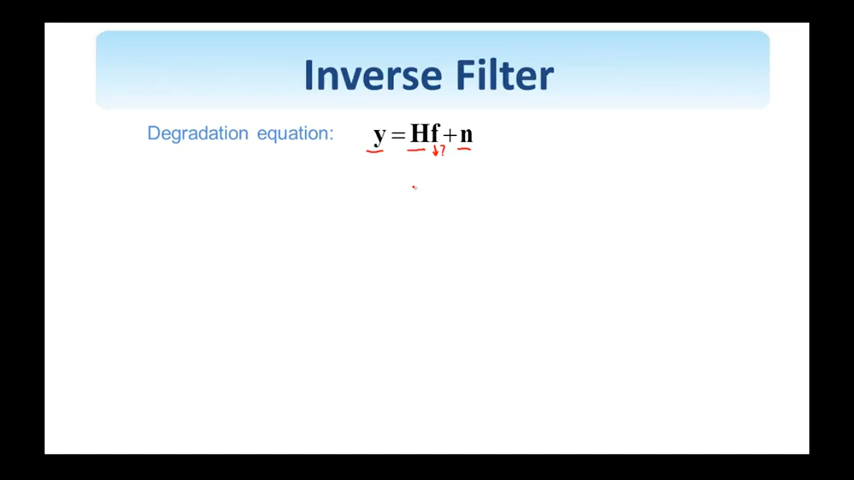 Inverse Filter
Degradation equation: y = Hf + n
↓?